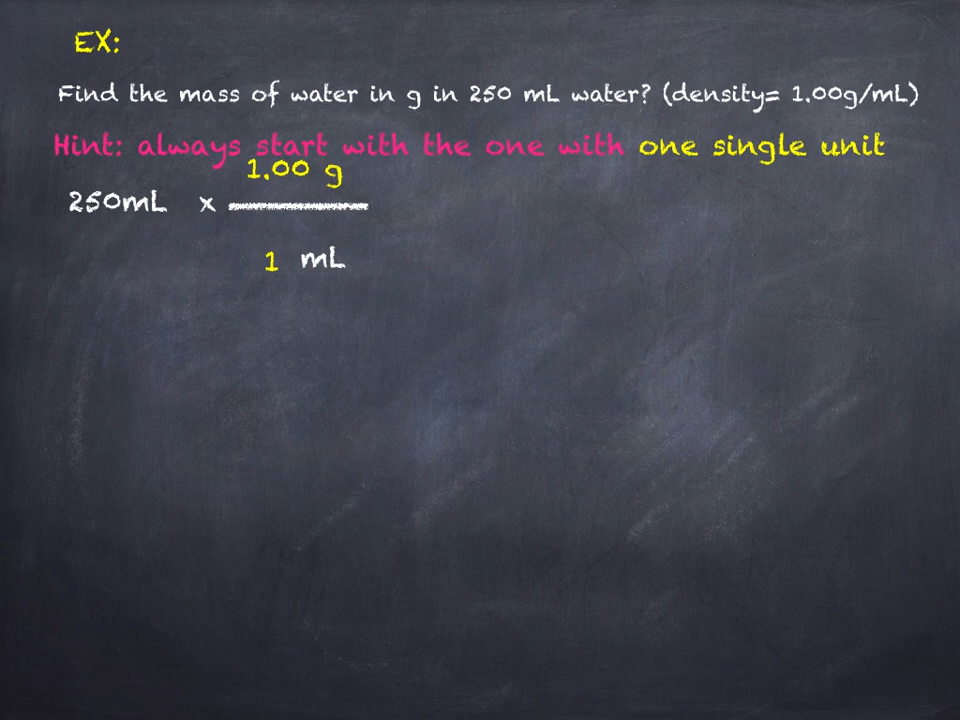 EX:
Find the mass of water in g in 250 mL water? (density= 1.00g/mL)
Hint: always start with the one with one single unit
1.00 g
250mL x
1 mL